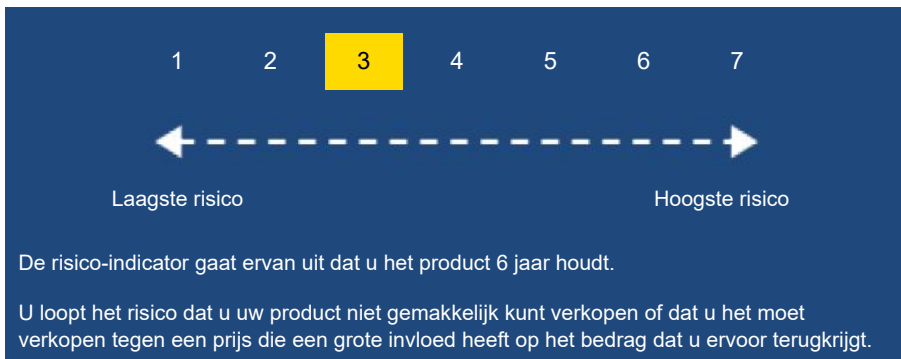 1 2 3 4 5 6 7
Laagste risico Hoogste risico
De risico-indicator gaat ervan uit dat u het product 6 jaar houdt.
U loopt het risico dat u uw product niet gemakkelijk kunt verkopen of dat u het moet
verkopen tegen een prijs die een grote invloed heeft op het bedrag dat u ervoor terugkrijgt.